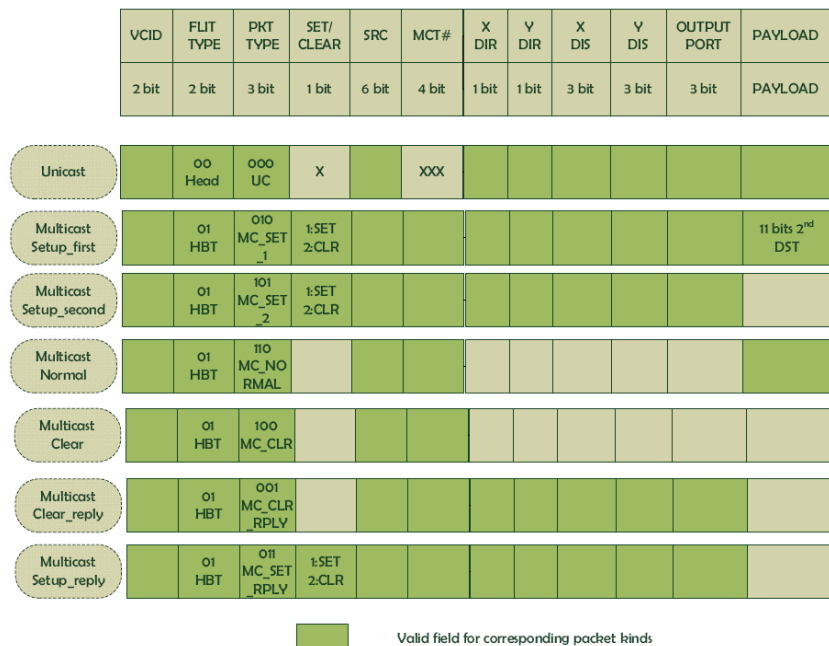 VCID FLIT TYPE PKT TYPE SET/ CLEAR SRC MCT# X DIR Y DIR X DIS Y DIS OUTPUT PORT PAYLOAD
2 bit 2 bit 3 bit 1 bit 6 bit 4 bit 1 bit 1 bit 3 bit 3 bit 3 bit PAYLOAD
Unicast 00 Head 000 UC X XXX
Multicast Setup_first 01 HBT 010 MC_SET _1 1:SET 2:CLR 11 bits 2nd DST
Multicast Setup_second 01 HBT 101 MC_SET _2 1:SET 2:CLR
Multicast Normal 01 HBT 110 MC_NO RMAL
Multicast Clear 01 HBT 100 MC_CLR
Multicast Clear_reply 01 HBT 001 MC_CLR _RPLY
Multicast Setup_reply 01 HBT 011 MC_SET _RPLY 1:SET 2:CLR
Valid field for corresponding packet kinds